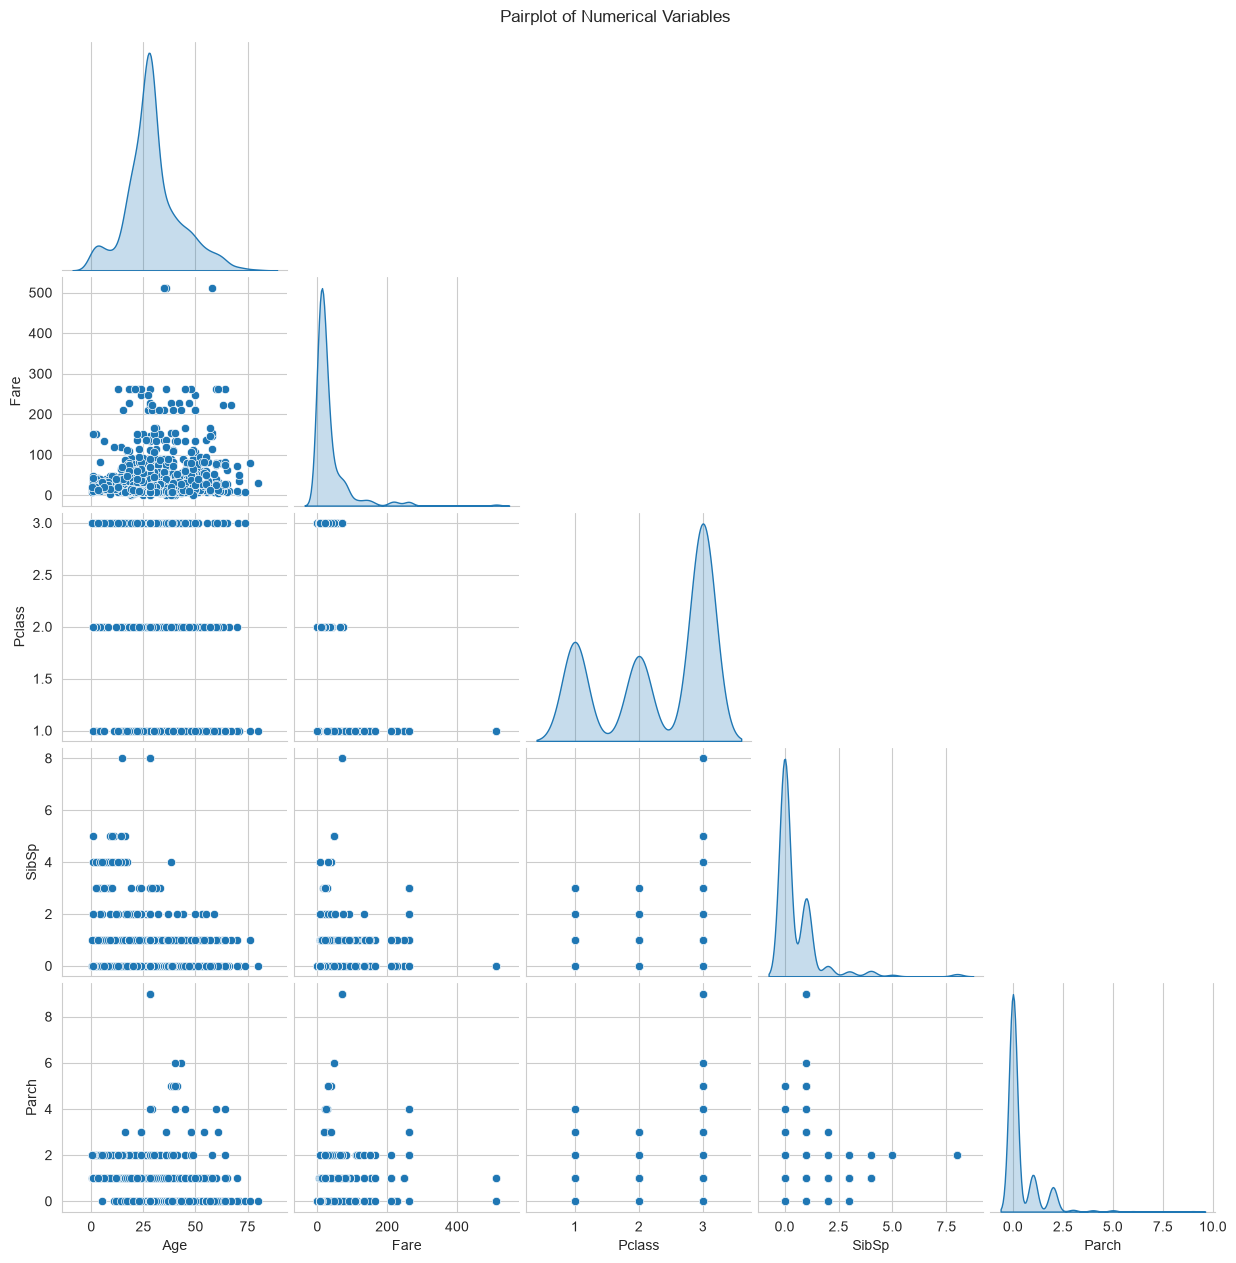 Pairplot of Numerical Variables
500
400
300
200
100
0
Fare
3.0
2.5
2.0
1.5
1.0
Pclass
8
6
4
2
0
SibSp
8
6
4
2
0
Parch
0 25 50 75
0 200 400
1 2 3
0.0 2.5 5.0 7.5
0.0 2.5 5.0 7.5 10.0
Age Fare Pclass SibSp Parch